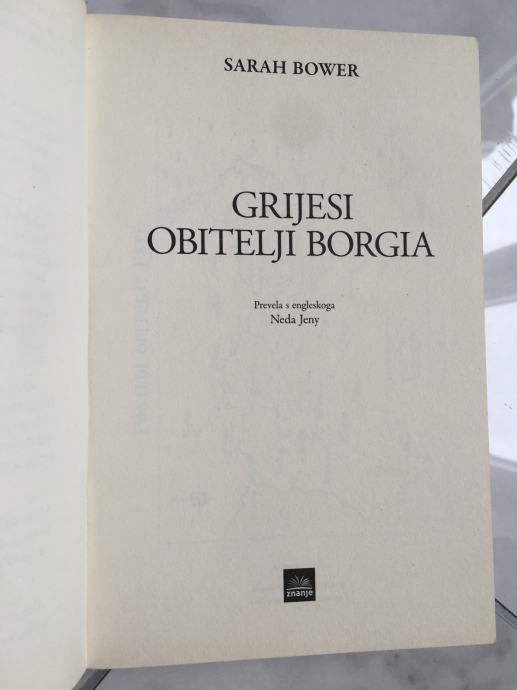 SARAH BOWER
GRIJESI
OBITELJI BORGIA
Prevela s engleskoga
Neda Jeny
znanje